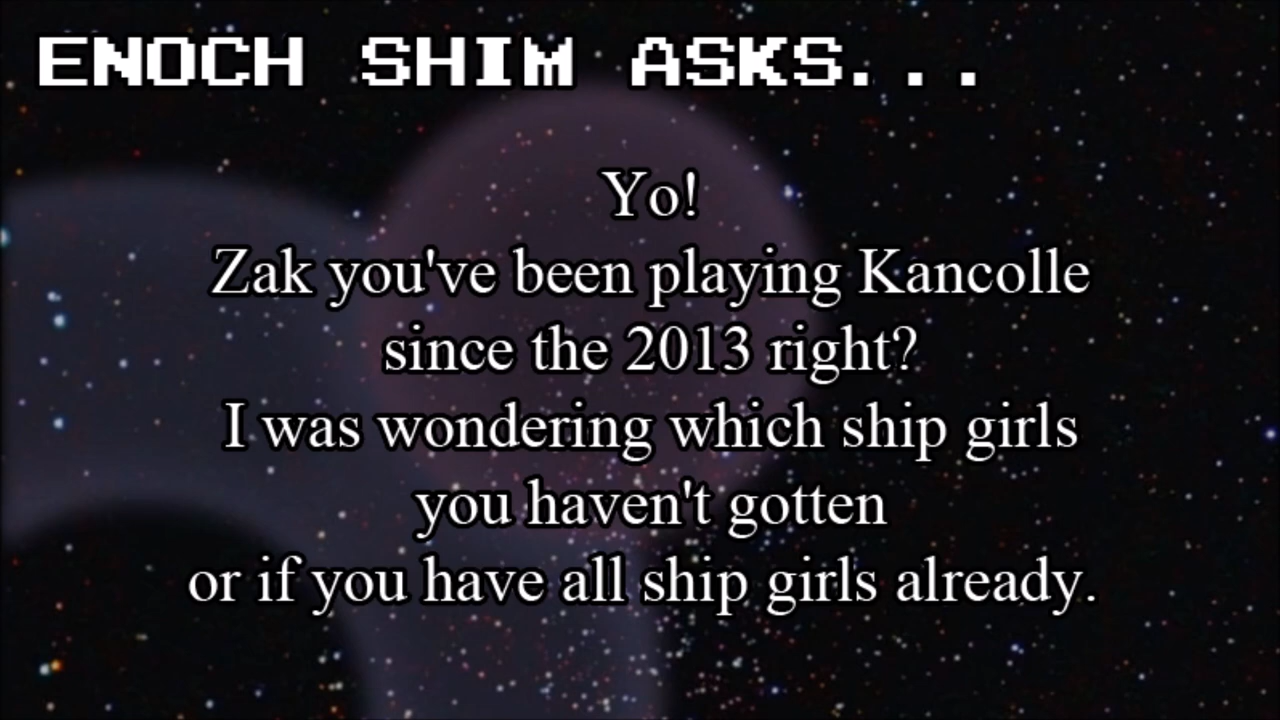 ENOCH SHIM ASKS...
Yo!
Zak you've been playing Kancolle
since the 2013 right?
I was wondering which ship girls
you haven't gotten
or if you have all ship girls already.